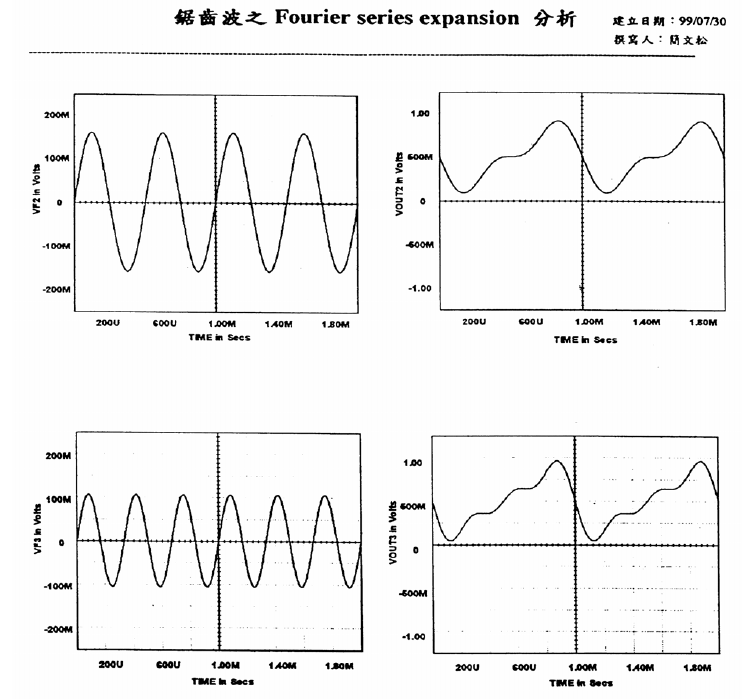 鋸齒波之 Fourier series expansion 分析
建立日期：99/07/30
撰寫人：簡文松
200M
100M
0
-100M
-200M
VF2 in Volts
200U 600U 1.00M 1.40M 1.80M
TIME in Secs
1.00
500M
0
-500M
-1.00
VOUT2 in Volts
200U 600U 1.00M 1.40M 1.80M
TIME in Secs
200M
100M
0
-100M
-200M
VF3 in Volts
200U 600U 1.00M 1.40M 1.80M
TIME in Secs
1.00
500M
0
-500M
-1.00
VOUT3 in Volts
200U 600U 1.00M 1.40M 1.80M
TIME in Secs